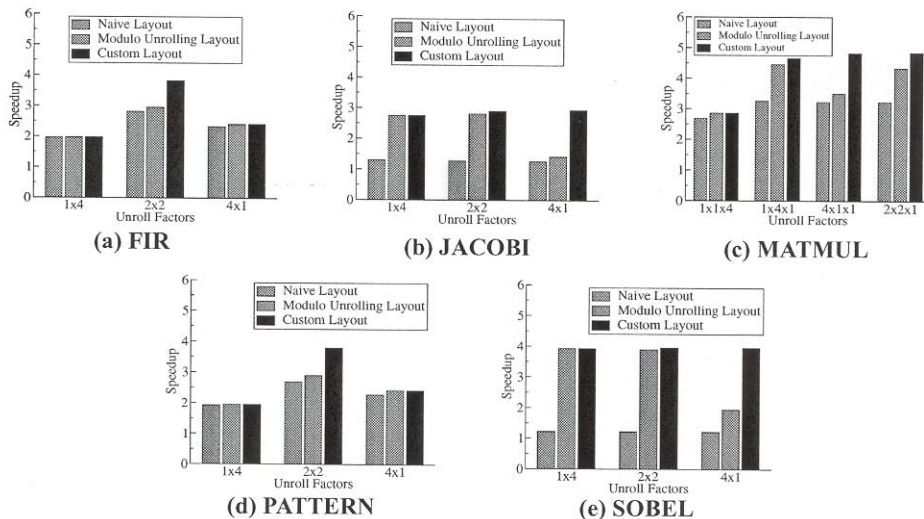 6
5
4
3
2
1
0
Speedup
Naive Layout
Modulo Unrolling Layout
Custom Layout
1x4
2x2
4x1
Unroll Factors
(a) FIR
6
5
4
3
2
1
0
Speedup
Naive Layout
Modulo Unrolling Layout
Custom Layout
1x4
2x2
4x1
Unroll Factors
(b) JACOBI
6
5
4
3
2
1
0
Speedup
Naive Layout
Modulo Unrolling Layout
Custom Layout
1x1x4
1x4x1
4x1x1
2x2x1
Unroll Factors
(c) MATMUL
6
5
4
3
2
1
0
Speedup
Naive Layout
Modulo Unrolling Layout
Custom Layout
1x4
2x2
4x1
Unroll Factors
(d) PATTERN
6
5
4
3
2
1
0
Speedup
Naive Layout
Modulo Unrolling Layout
Custom Layout
1x4
2x2
4x1
Unroll Factors
(e) SOBEL